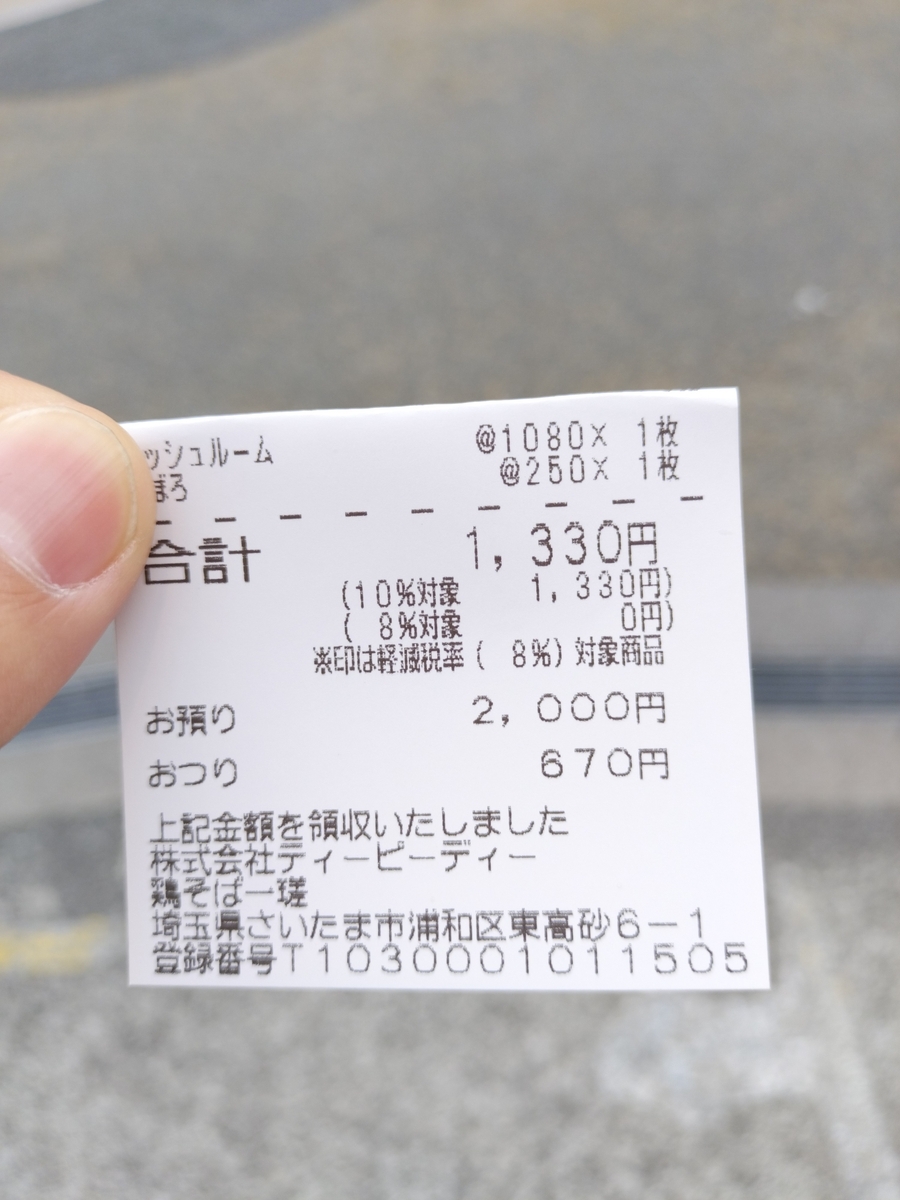 ッシュルーム @1080× 1枚
ぼろ @250× 1枚
合計 1,330円
(10%対象 1,330円)
( 8%対象 0円)
※印は軽減税率( 8%)対象商品
お預り 2,000円
おつり 670円
上記金額を領収いたしました
株式会社ティーピーディー
鶏そば一瑳
埼玉県さいたま市浦和区東高砂6−1
登録番号T1030001011505